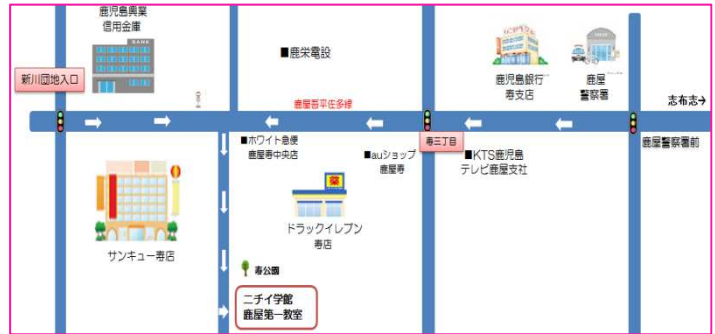 鹿児島興業
信用金庫
BANK
■鹿栄電設
鹿児島銀行
寿支店
鹿屋
警察署
新川団地入口
鹿屋吾平佐多線
志布志→
■ホワイト急便
鹿屋寿中央店
■auショップ
鹿屋寿
寿三丁目
■KTS鹿児島
テレビ鹿屋支社
鹿屋警察署前
薬
ドラックイレブン
寿店
サンキュー寿店
寿公園
ニチイ学館
鹿屋第一教室